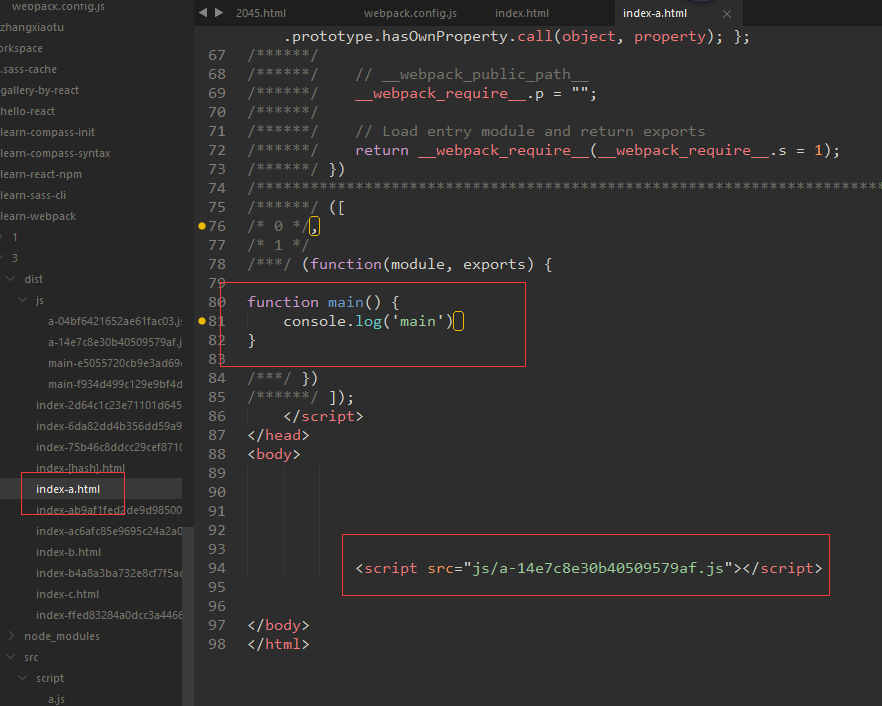 webpack.config.js
zhangxiaotu
orkspace
.sass-cache
gallery-by-react
hello-react
learn-compass-init
learn-compass-syntax
learn-react-npm
learn-sass-cli
learn-webpack
1
3
dist
js
a-04bf6421652ae61fac03.js
a-14e7c8e30b40509579af.j
main-e5055720cb9e3ad69
main-f934d499c129e9bf4d
index-2d64c1c23e71101d645
index-6da82dd4b356dd59a9
index-75b46c8ddcc29cef8710
index-[hash].html
index-a.html
index-ab9af1fed2de9d98500
index-ac6afc85e9695c24a2a0
index-b.html
index-b4a8a3ba732e8cf7f5ac
index-c.html
index-ffed83284a0dcc3a4466
node_modules
src
script
a.js
2045.html webpack.config.js index.html index-a.html ×
.prototype.hasOwnProperty.call(object, property); };
67 /******/
68 /******/ // __webpack_public_path__
69 /******/ __webpack_require__.p = "";
70 /******/
71 /******/ // Load entry module and return exports
72 /******/ return __webpack_require__(__webpack_require__.s = 1);
73 /******/ })
74 /************************************************************************
75 /******/ ([
76 /* 0 */,
77 /* 1 */
78 /***/ (function(module, exports) {
79
80 function main() {
81 console.log('main')
82 }
83
84 /***/ })
85 /******/ ]);
86 </script>
87 </head>
88 <body>
89
90
91
92
93
94 <script src="js/a-14e7c8e30b40509579af.js"></script>
95
96
97 </body>
98 </html>